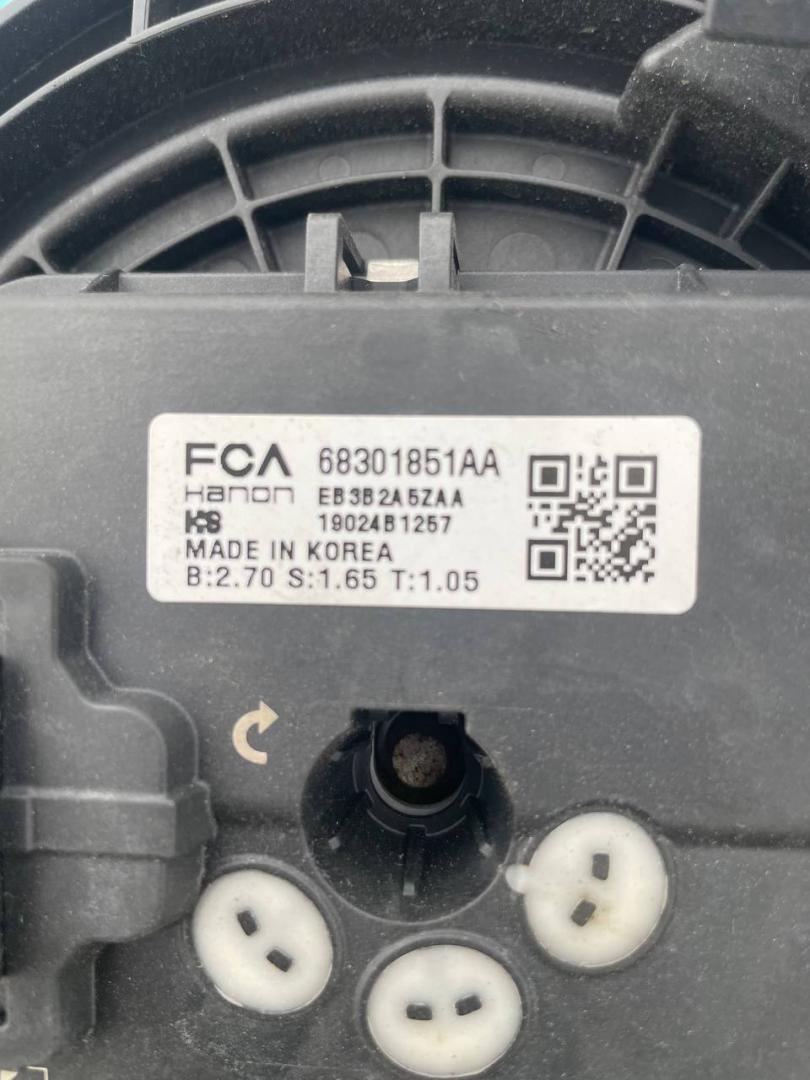 FCA 68301851AA
Hanon EB3B2A5ZAA
19024B1257
MADE IN KOREA
B:2.70 S:1.65 T:1.05